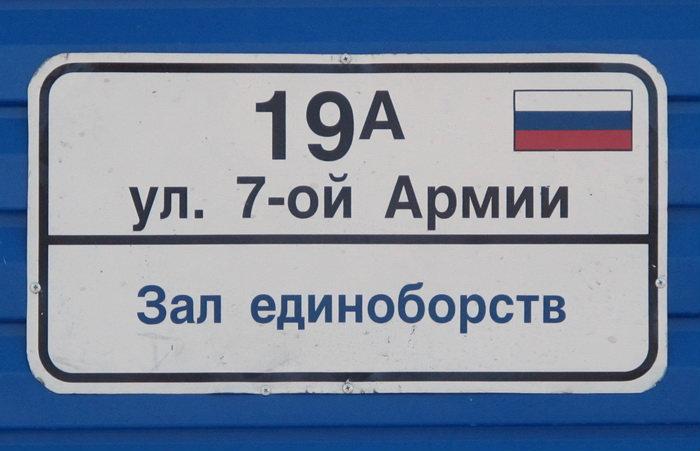 19А
ул. 7-ой Армии
Зал единоборств